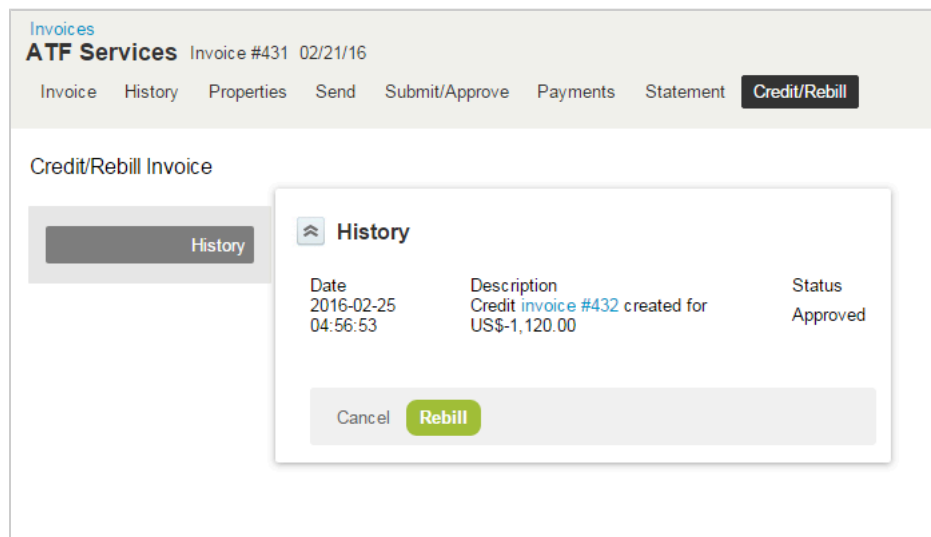 Invoices
ATF Services Invoice #431 02/21/16
Invoice History Properties Send Submit/Approve Payments Statement Credit/Rebill
Credit/Rebill Invoice
History
History
Date Description Status
2016-02-25 Credit invoice #432 created for Approved
04:56:53 US$-1,120.00
Cancel Rebill